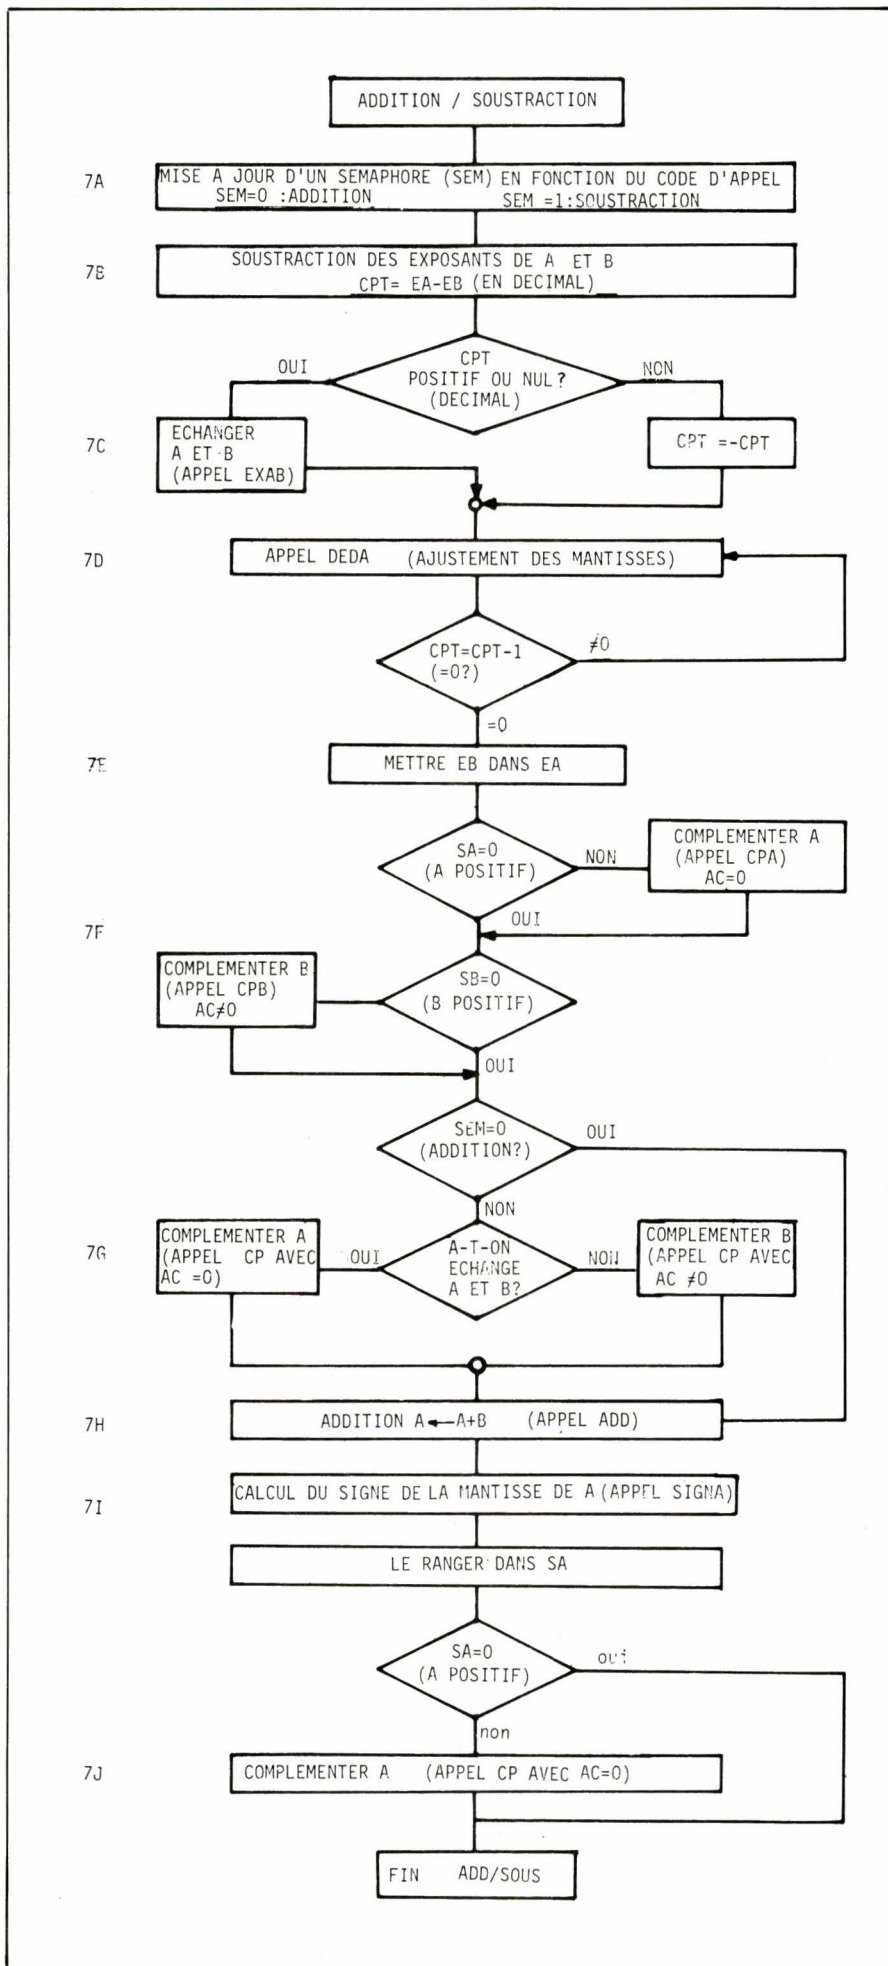 ADDITION / SOUSTRACTION
7A
MISE A JOUR D'UN SEMAPHORE (SEM) EN FONCTION DU CODE D'APPEL
SEM=0 :ADDITION SEM =1:SOUSTRACTION
7B
SOUSTRACTION DES EXPOSANTS DE A ET B
CPT= EA-EB (EN DECIMAL)
CPT
POSITIF OU NUL?
(DECIMAL)
OUI
NON
7C
ECHANGER
A ET B
(APPEL EXAB)
CPT =-CPT
7D
APPEL DEDA (AJUSTEMENT DES MANTISSES)
CPT=CPT-1
(=0?)
≠0
=0
7E
METTRE EB DANS EA
SA=0
(A POSITIF)
NON
COMPLEMENTER A
(APPEL CPA)
AC=0
OUI
7F
COMPLEMENTER B
(APPEL CPB)
AC≠0
SB=0
(B POSITIF)
OUI
SEM=0
(ADDITION?)
OUI
NON
7G
COMPLEMENTER A
(APPEL CP AVEC
AC =0)
OUI
A-T-ON
ECHANGE
A ET B?
NON
COMPLEMENTER B
(APPEL CP AVEC
AC ≠0
7H
ADDITION A←A+B (APPEL ADD)
7I
CALCUL DU SIGNE DE LA MANTISSE DE A (APPEL SIGNA)
LE RANGER DANS SA
SA=0
(A POSITIF)
oui
non
7J
COMPLEMENTER A (APPEL CP AVEC AC=0)
FIN ADD/SOUS